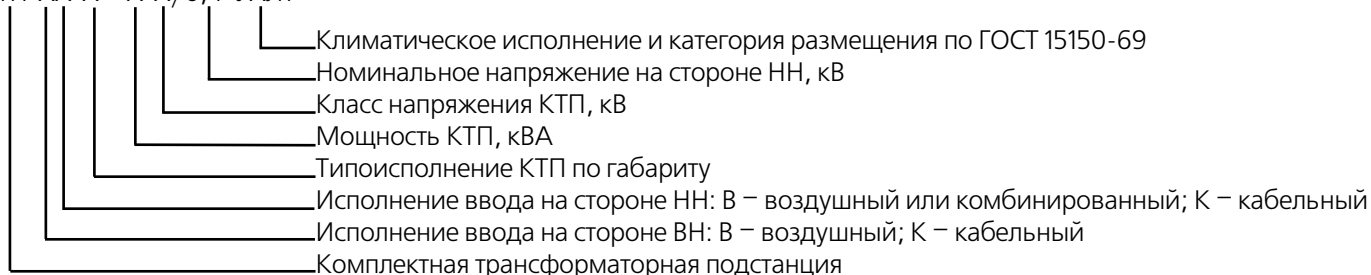 Климатическое исполнение и категория размещения по ГОСТ 15150-69
Номинальное напряжение на стороне НН, кВ
Класс напряжения КТП, кВ
Мощность КТП, кВА
Типоисполнение КТП по габариту
Исполнение ввода на стороне НН: В – воздушный или комбинированный; К – кабельный
Исполнение ввода на стороне ВН: В – воздушный; К – кабельный
Комплектная трансформаторная подстанция